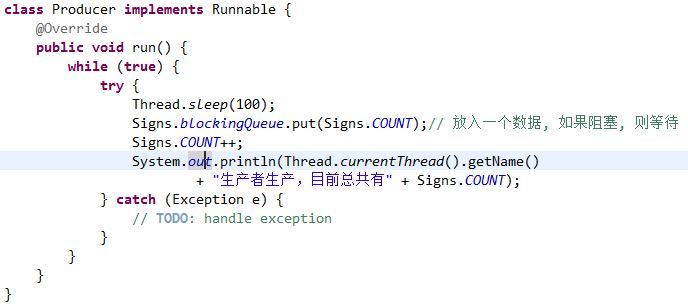 class Producer implements Runnable {
    @Override
    public void run() {
        while (true) {
            try {
                Thread.sleep(100);
                Signs.blockingQueue.put(Signs.COUNT);// 放入一个数据, 如果阻塞, 则等待
                Signs.COUNT++;
                System.out.println(Thread.currentThread().getName()
                        + "生产者生产，目前总共有" + Signs.COUNT);
            } catch (Exception e) {
                // TODO: handle exception
            }
        }
    }
}